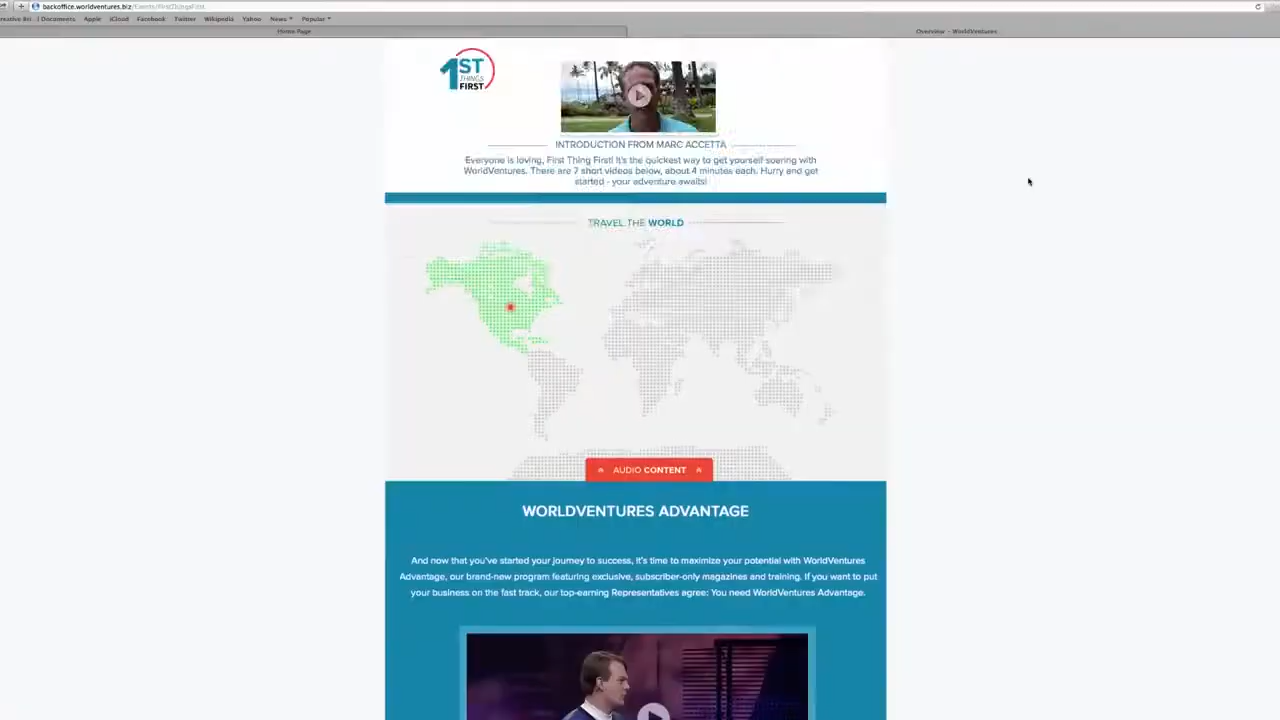 backoffice.worldventures.biz/Events/FirstThingsFirst
Documents Apple iCloud Facebook Twitter Wikipedia Yahoo News Popular
Home Page
Overview - WorldVentures
1ST
THINGS
FIRST
INTRODUCTION FROM MARC ACCETTA
Everyone is loving, First Thing First! It's the quickest way to get yourself soaring with
WorldVentures. There are 7 short videos below, about 4 minutes each. Hurry and get
started - your adventure awaits!
TRAVEL THE WORLD
AUDIO CONTENT
WORLDVENTURES ADVANTAGE
And now that you've started your journey to success, it's time to maximize your potential with WorldVentures
Advantage, our brand-new program featuring exclusive, subscriber-only magazines and training. If you want to put
your business on the fast track, our top-earning Representatives agree: You need WorldVentures Advantage.